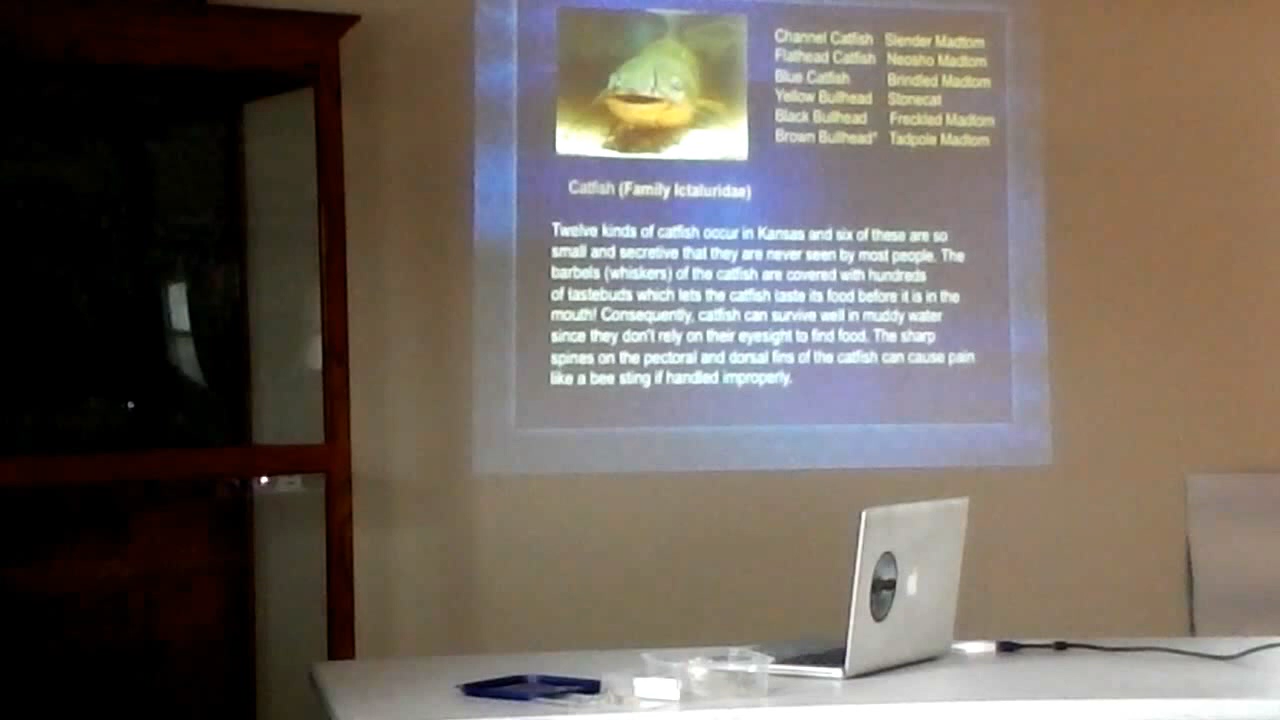 Channel Catfish Slender Madtom
Flathead Catfish Neosho Madtom
Blue Catfish Brindled Madtom
Yellow Bullhead Stonecat
Black Bullhead Freckled Madtom
Brown Bullhead* Tadpole Madtom
Catfish (Family Ictaluridae)
Twelve kinds of catfish occur in Kansas and six of these are so
small and secretive that they are never seen by most people. The
barbels (whiskers) of the catfish are covered with hundreds
of tastebuds which lets the catfish taste its food before it is in the
mouth! Consequently, catfish can survive well in muddy water
since they don't rely on their eyesight to find food. The sharp
spines on the pectoral and dorsal fins of the catfish can cause pain
like a bee sting if handled improperly.